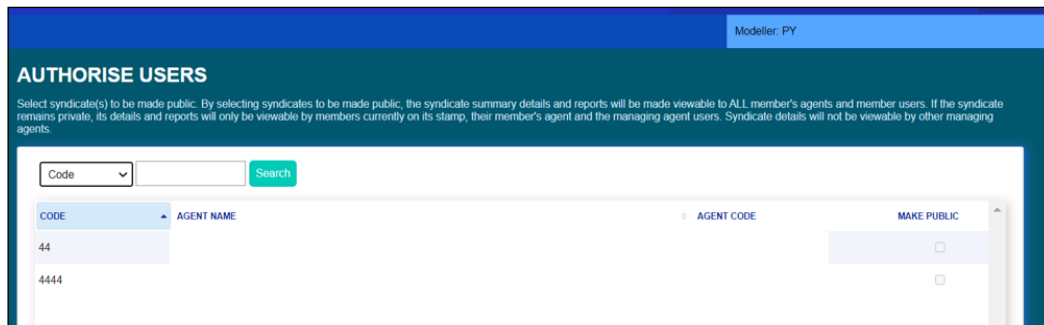 Modeller: PY
AUTHORISE USERS
Select syndicate(s) to be made public. By selecting syndicates to be made public, the syndicate summary details and reports will be made viewable to ALL member's agents and member users. If the syndicate
remains private, its details and reports will only be viewable by members currently on its stamp, their member's agent and the managing agent users. Syndicate details will not be viewable by other managing
agents.
Code Search
CODE AGENT NAME AGENT CODE MAKE PUBLIC
44
4444